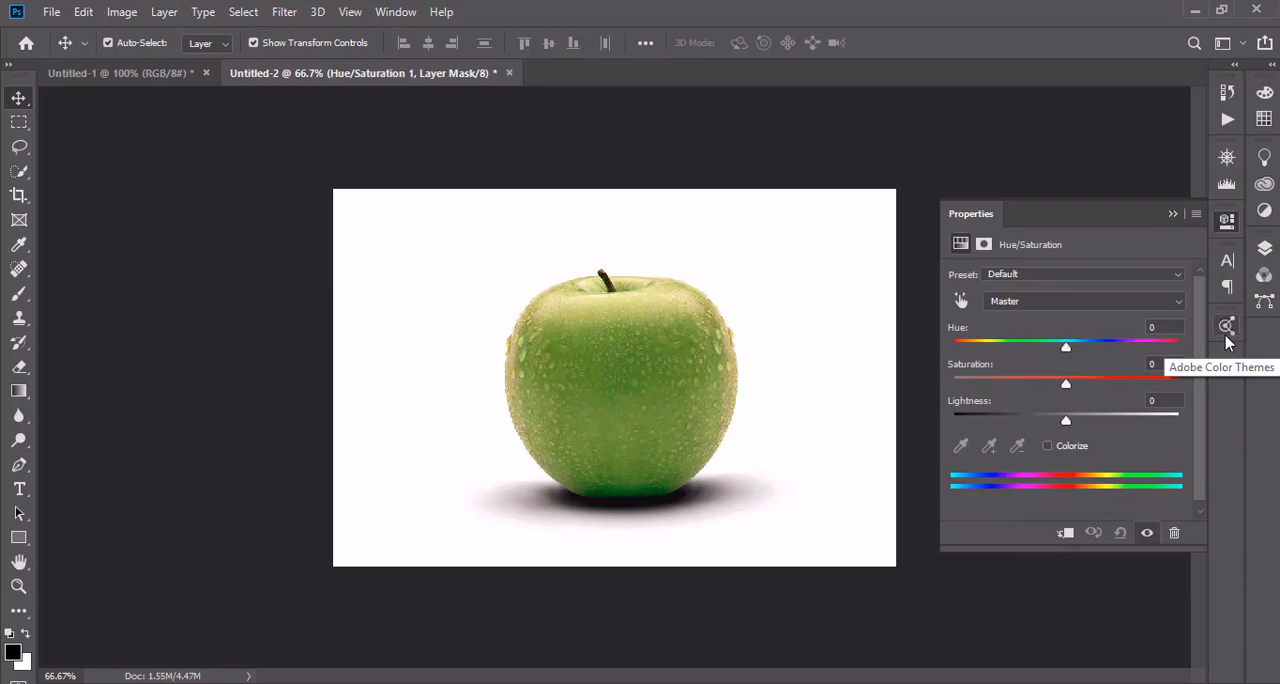 Ps File Edit Image Layer Type Select Filter 3D View Window Help
Auto-Select: Layer Show Transform Controls 3D Mode:
Untitled-1 @ 100% (RGB/8#) * Untitled-2 @ 66.7% (Hue/Saturation 1, Layer Mask/8) *
Properties
Hue/Saturation
Preset: Default
Master
Hue: 0
Saturation: 0
Adobe Color Themes
Lightness: 0
Colorize
66.67% Doc: 1.55M/4.47M